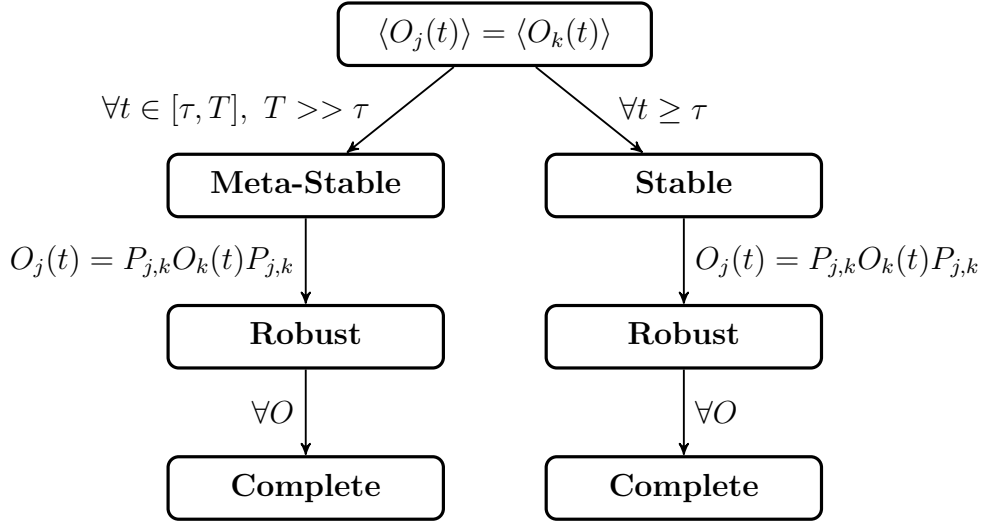 ⟨O_j(t)⟩ = ⟨O_k(t)⟩
∀t ∈ [τ, T], T >> τ
∀t ≥ τ
Meta-Stable
Stable
O_j(t) = P_{j,k}O_k(t)P_{j,k}
O_j(t) = P_{j,k}O_k(t)P_{j,k}
Robust
Robust
∀O
∀O
Complete
Complete